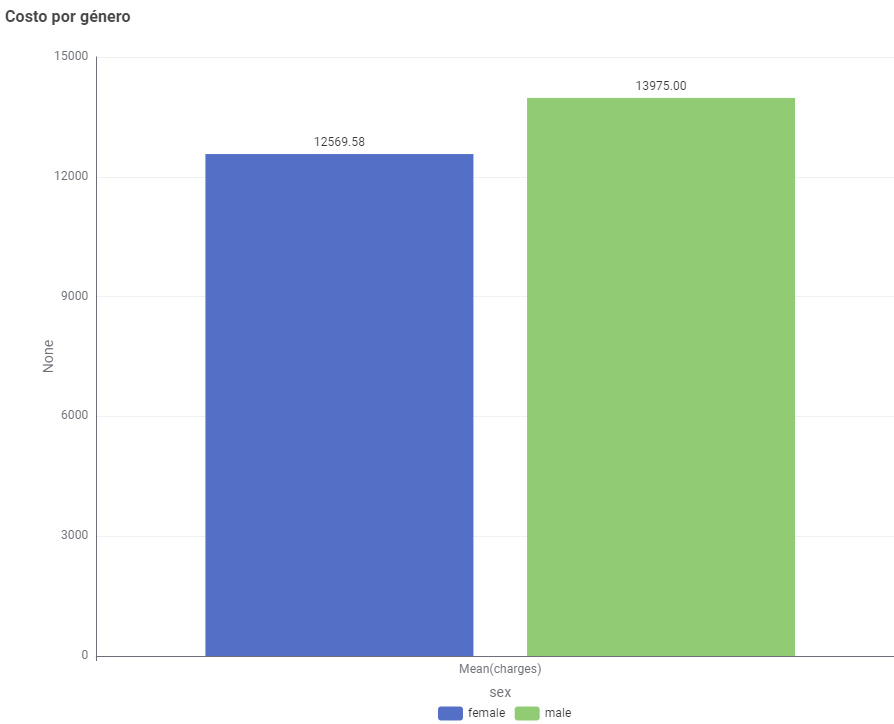 Costo por género
15000
13975.00
12569.58
12000
9000
None
6000
3000
0
Mean(charges)
sex
female male